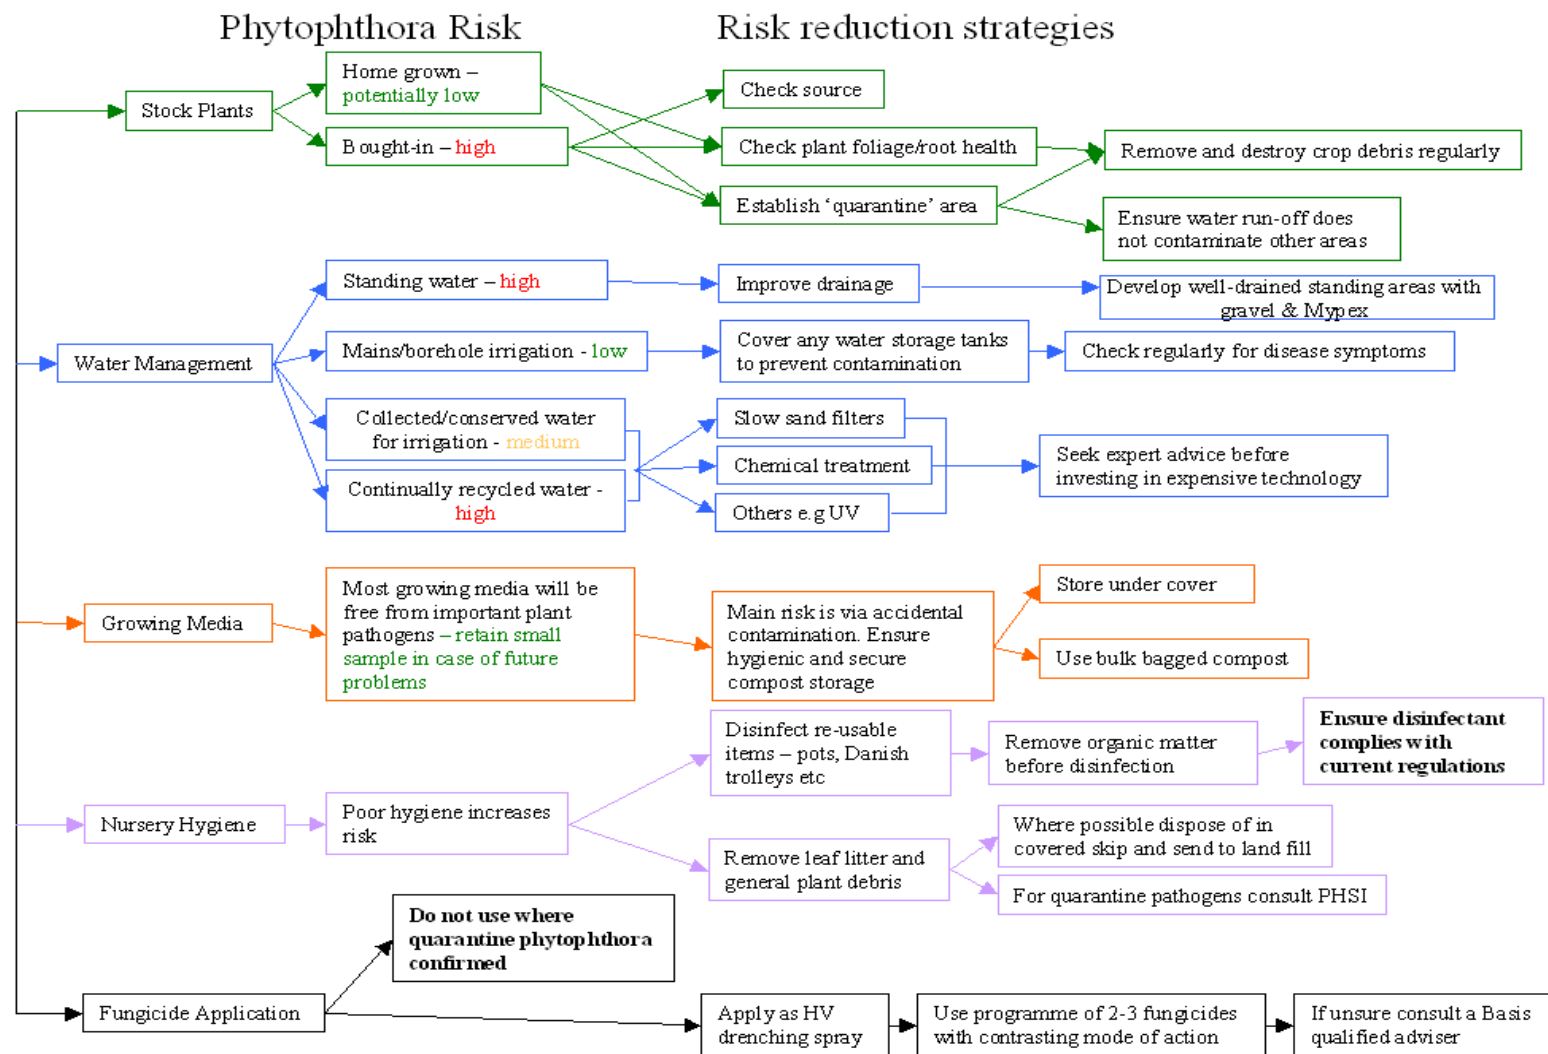 Phytophthora Risk
Risk reduction strategies
Stock Plants
Home grown –
potentially low
Bought-in – high
Check source
Check plant foliage/root health
Establish ‘quarantine’ area
Remove and destroy crop debris regularly
Ensure water run-off does
not contaminate other areas
Water Management
Standing water – high
Improve drainage
Develop well-drained standing areas with
gravel & Mypex
Mains/borehole irrigation - low
Cover any water storage tanks
to prevent contamination
Check regularly for disease symptoms
Collected/conserved water
for irrigation - medium
Continually recycled water -
high
Slow sand filters
Chemical treatment
Others e.g UV
Seek expert advice before
investing in expensive technology
Growing Media
Most growing media will be
free from important plant
pathogens – retain small
sample in case of future
problems
Main risk is via accidental
contamination. Ensure
hygienic and secure
compost storage
Store under cover
Use bulk bagged compost
Nursery Hygiene
Poor hygiene increases
risk
Disinfect re-usable
items – pots, Danish
trolleys etc
Remove organic matter
before disinfection
Ensure disinfectant
complies with
current regulations
Remove leaf litter and
general plant debris
Where possible dispose of in
covered skip and send to land fill
For quarantine pathogens consult PHSI
Fungicide Application
Do not use where
quarantine phytophthora
confirmed
Apply as HV
drenching spray
Use programme of 2-3 fungicides
with contrasting mode of action
If unsure consult a Basis
qualified adviser